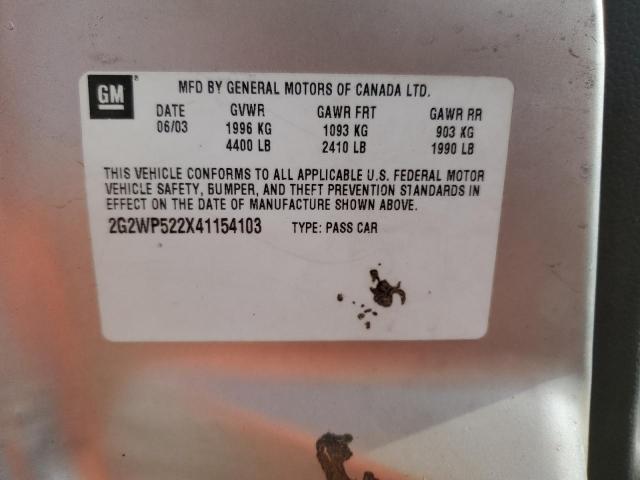 GM
MFD BY GENERAL MOTORS OF CANADA LTD.
DATE GVWR GAWR FRT GAWR RR
06/03 1996 KG 1093 KG 903 KG
4400 LB 2410 LB 1990 LB
THIS VEHICLE CONFORMS TO ALL APPLICABLE U.S. FEDERAL MOTOR
VEHICLE SAFETY, BUMPER, AND THEFT PREVENTION STANDARDS IN
EFFECT ON THE DATE OF MANUFACTURE SHOWN ABOVE.
2G2WP522X41154103 TYPE: PASS CAR